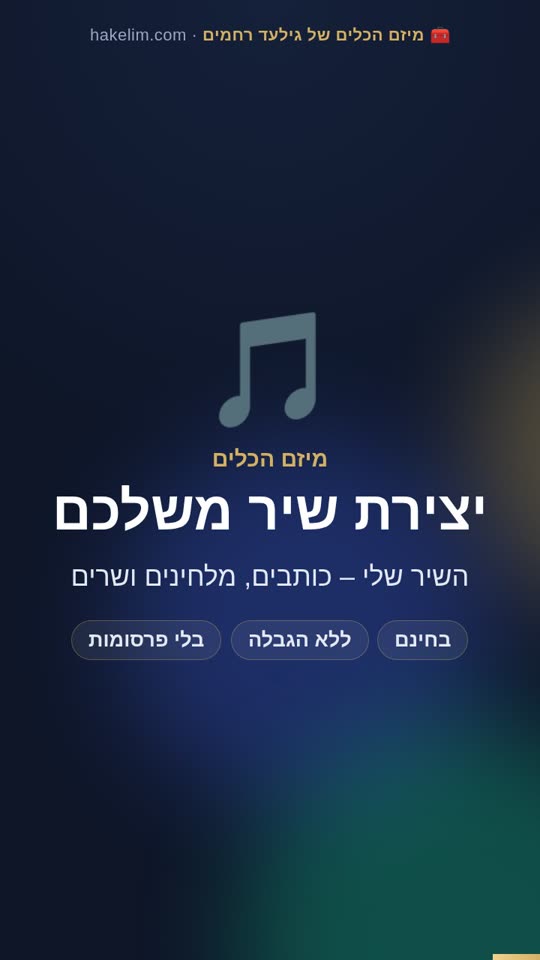 🧰 מיזם הכלים של גילעד רחמים · hakelim.com
מיזם הכלים
יצירת שיר משלכם
השיר שלי – כותבים, מלחינים ושרים
בחינם
ללא הגבלה
בלי פרסומות